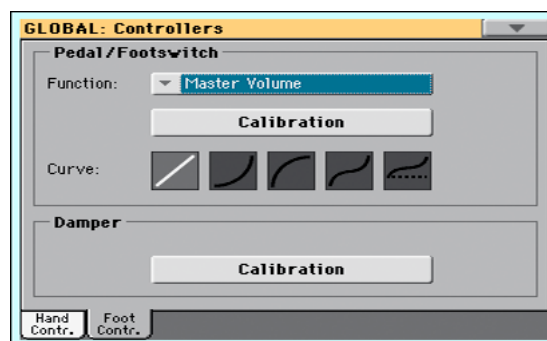 GLOBAL: Controllers
Pedal/Footswitch
Function:
Master Volume
Calibration
Curve:
Damper
Calibration
Hand Contr.
Foot Contr.